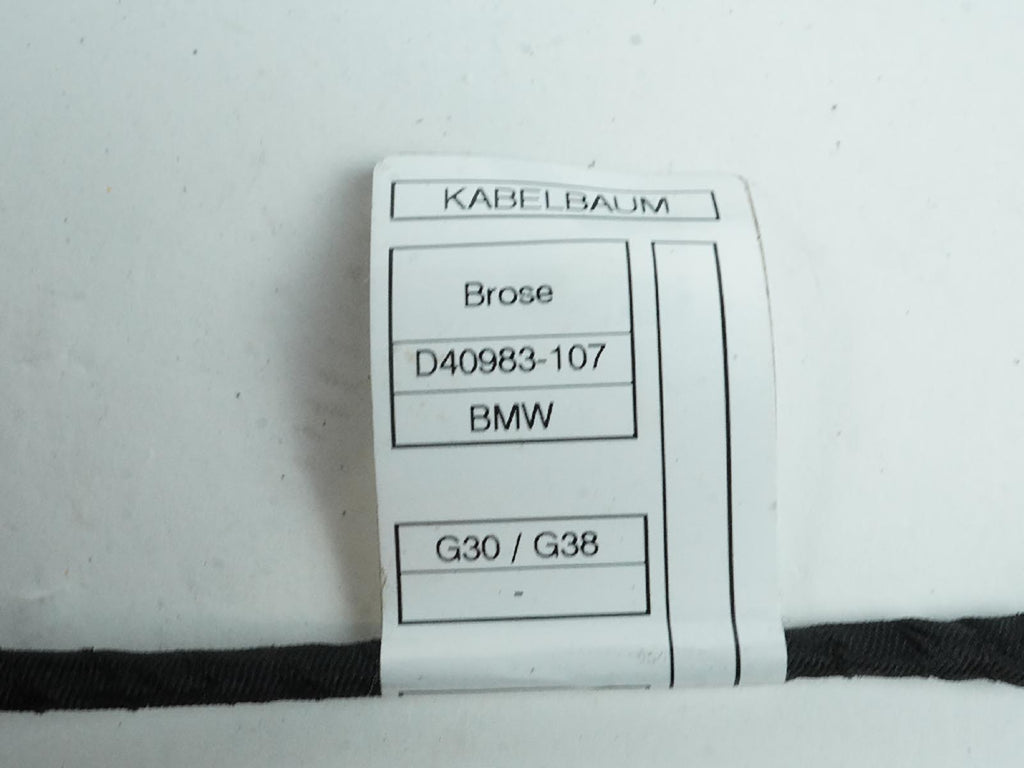 KABELBAUM
Brose
D40983-107
BMW
G30 / G38
-